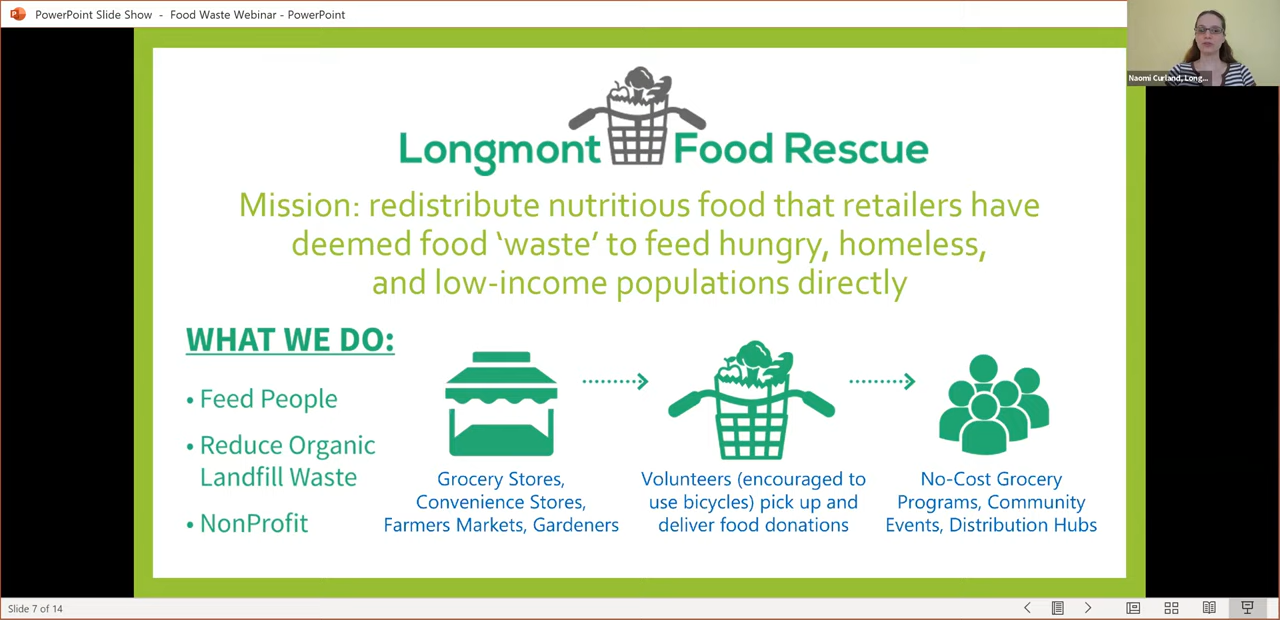 PowerPoint Slide Show - Food Waste Webinar - PowerPoint
Naomi Curland, Long...
Longmont Food Rescue
Mission: redistribute nutritious food that retailers have
deemed food ‘waste’ to feed hungry, homeless,
and low-income populations directly
WHAT WE DO:
• Feed People
• Reduce Organic
Landfill Waste
• NonProfit
Grocery Stores,
Convenience Stores,
Farmers Markets, Gardeners
Volunteers (encouraged to
use bicycles) pick up and
deliver food donations
No-Cost Grocery
Programs, Community
Events, Distribution Hubs
Slide 7 of 14